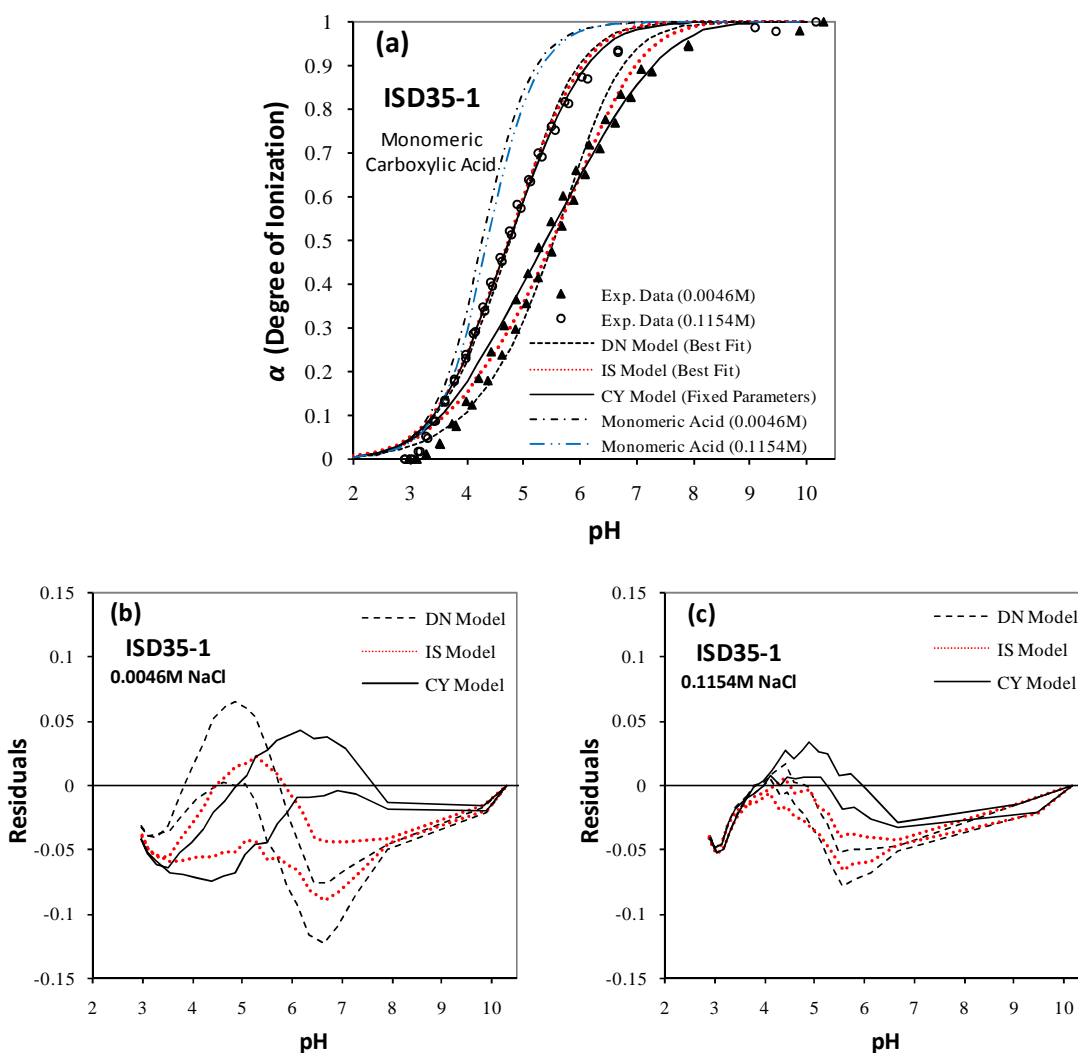 (a)
ISD35-1
Monomeric
Carboxylic Acid
α (Degree of Ionization)
1
0.9
0.8
0.7
0.6
0.5
0.4
0.3
0.2
0.1
0
Exp. Data (0.0046M)
Exp. Data (0.1154M)
DN Model (Best Fit)
IS Model (Best Fit)
CY Model (Fixed Parameters)
Monomeric Acid (0.0046M)
Monomeric Acid (0.1154M)
2 3 4 5 6 7 8 9 10
pH
(b)
ISD35-1
0.0046M NaCl
DN Model
IS Model
CY Model
Residuals
0.15
0.1
0.05
0
-0.05
-0.1
-0.15
2 3 4 5 6 7 8 9 10
pH
(c)
ISD35-1
0.1154M NaCl
DN Model
IS Model
CY Model
Residuals
0.15
0.1
0.05
0
-0.05
-0.1
-0.15
2 3 4 5 6 7 8 9 10
pH